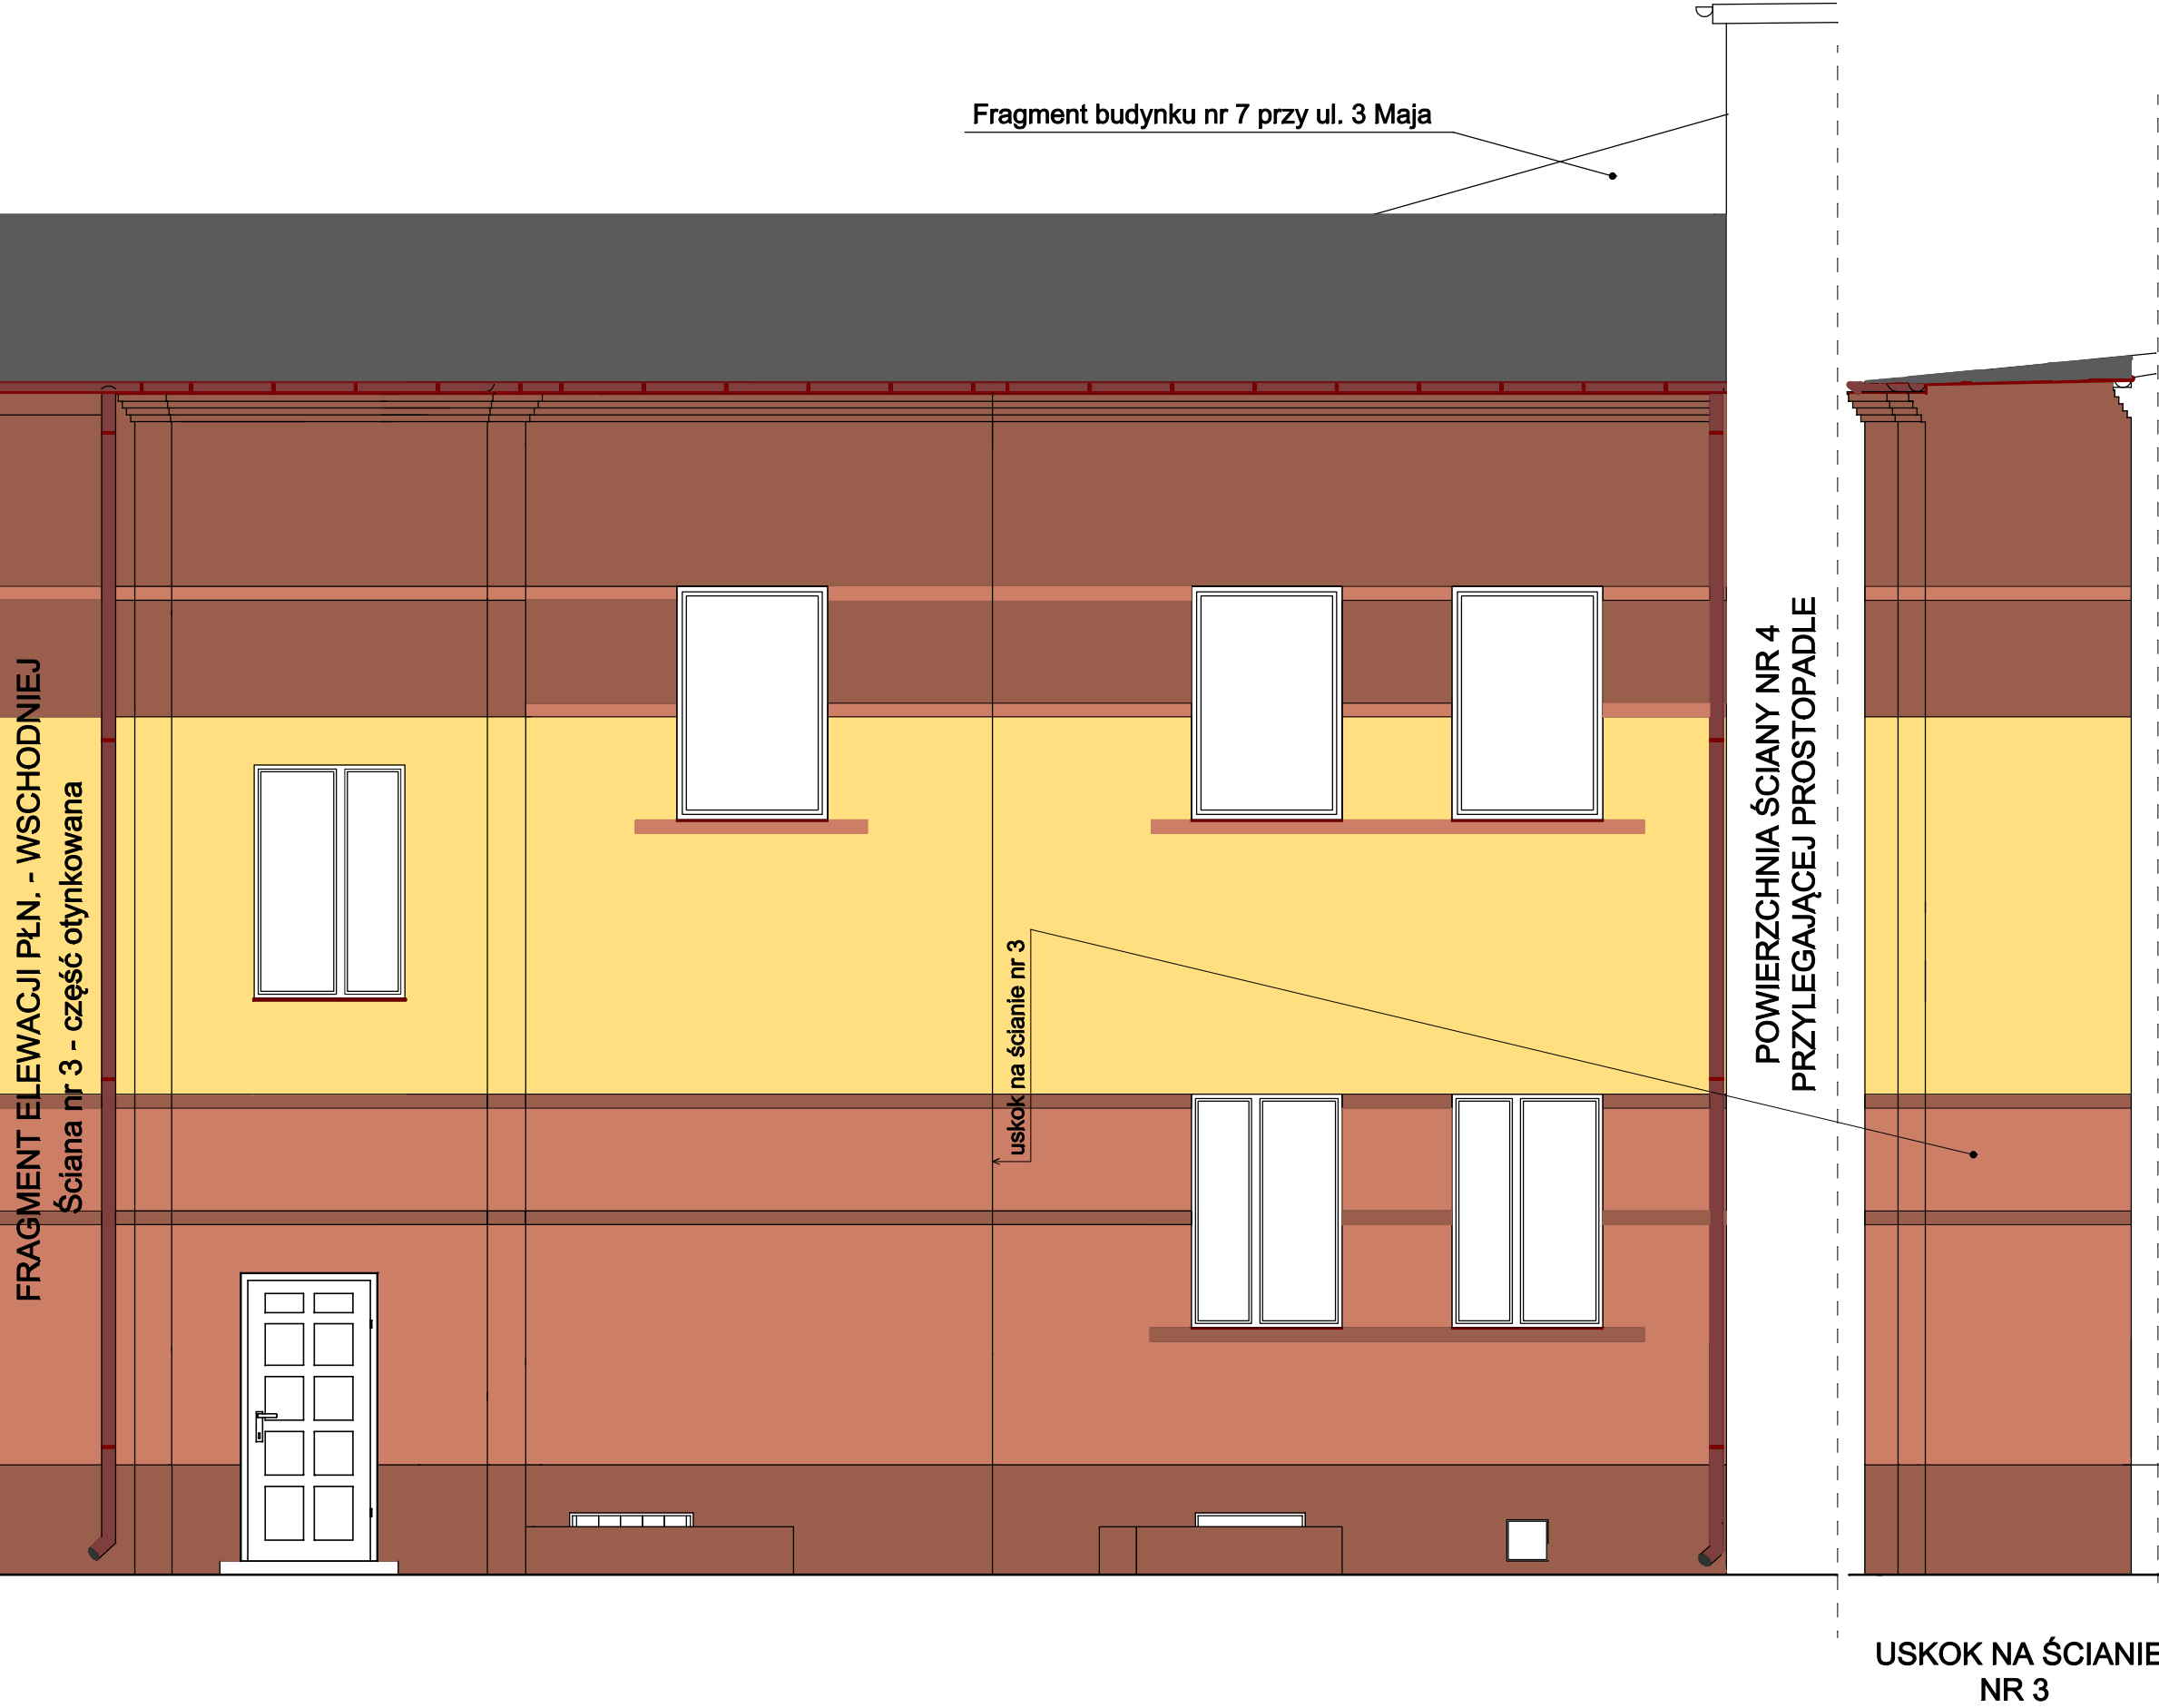 Fragment budynku nr 7 przy ul. 3 Maja
FRAGMENT ELEWACJI PŁN. - WSCHODNIEJ
Ściana nr 3 - część otynkowana
uskok na ścianie nr 3
POWIERZCHNIA ŚCIANY NR 4
PRZYLEGAJĄCEJ PROSTOPADLE
USKOK NA ŚCIANIE
NR 3